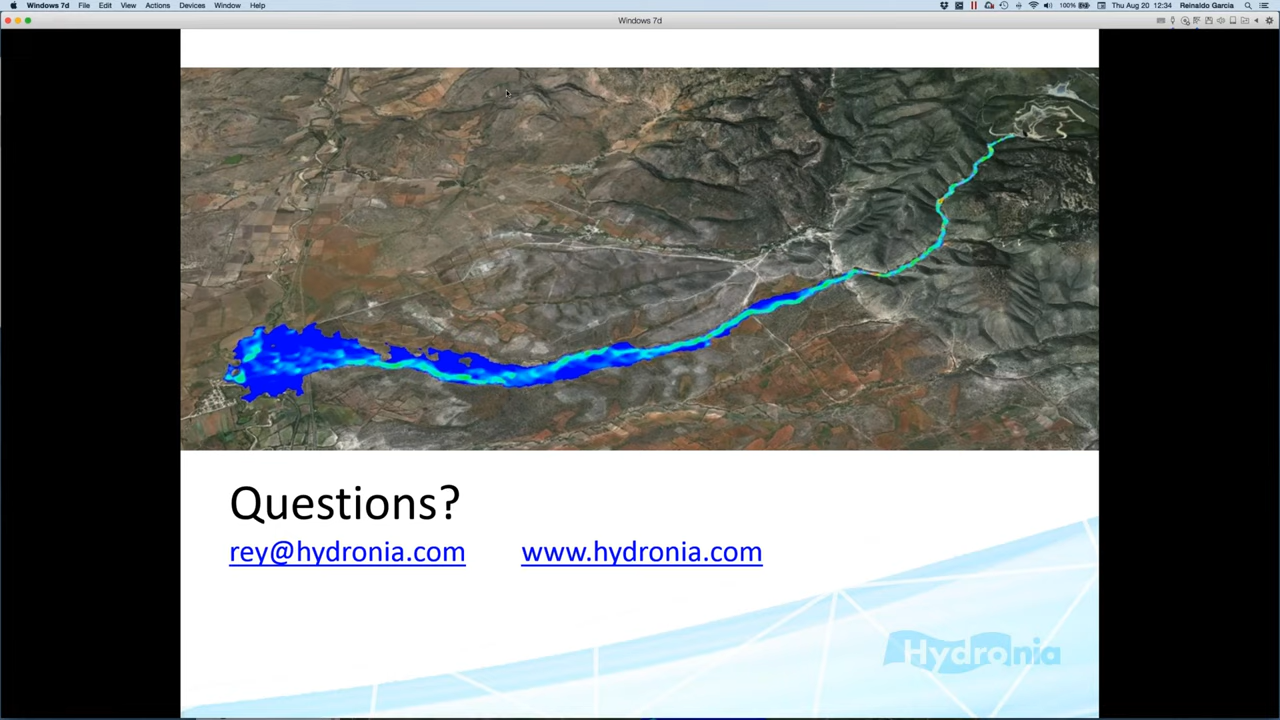 Windows 7d File Edit View Actions Devices Window Help 100% Thu Aug 20 12:34 Reinaldo Garcia
Windows 7d
Questions?
rey@hydronia.com www.hydronia.com
Hydronia